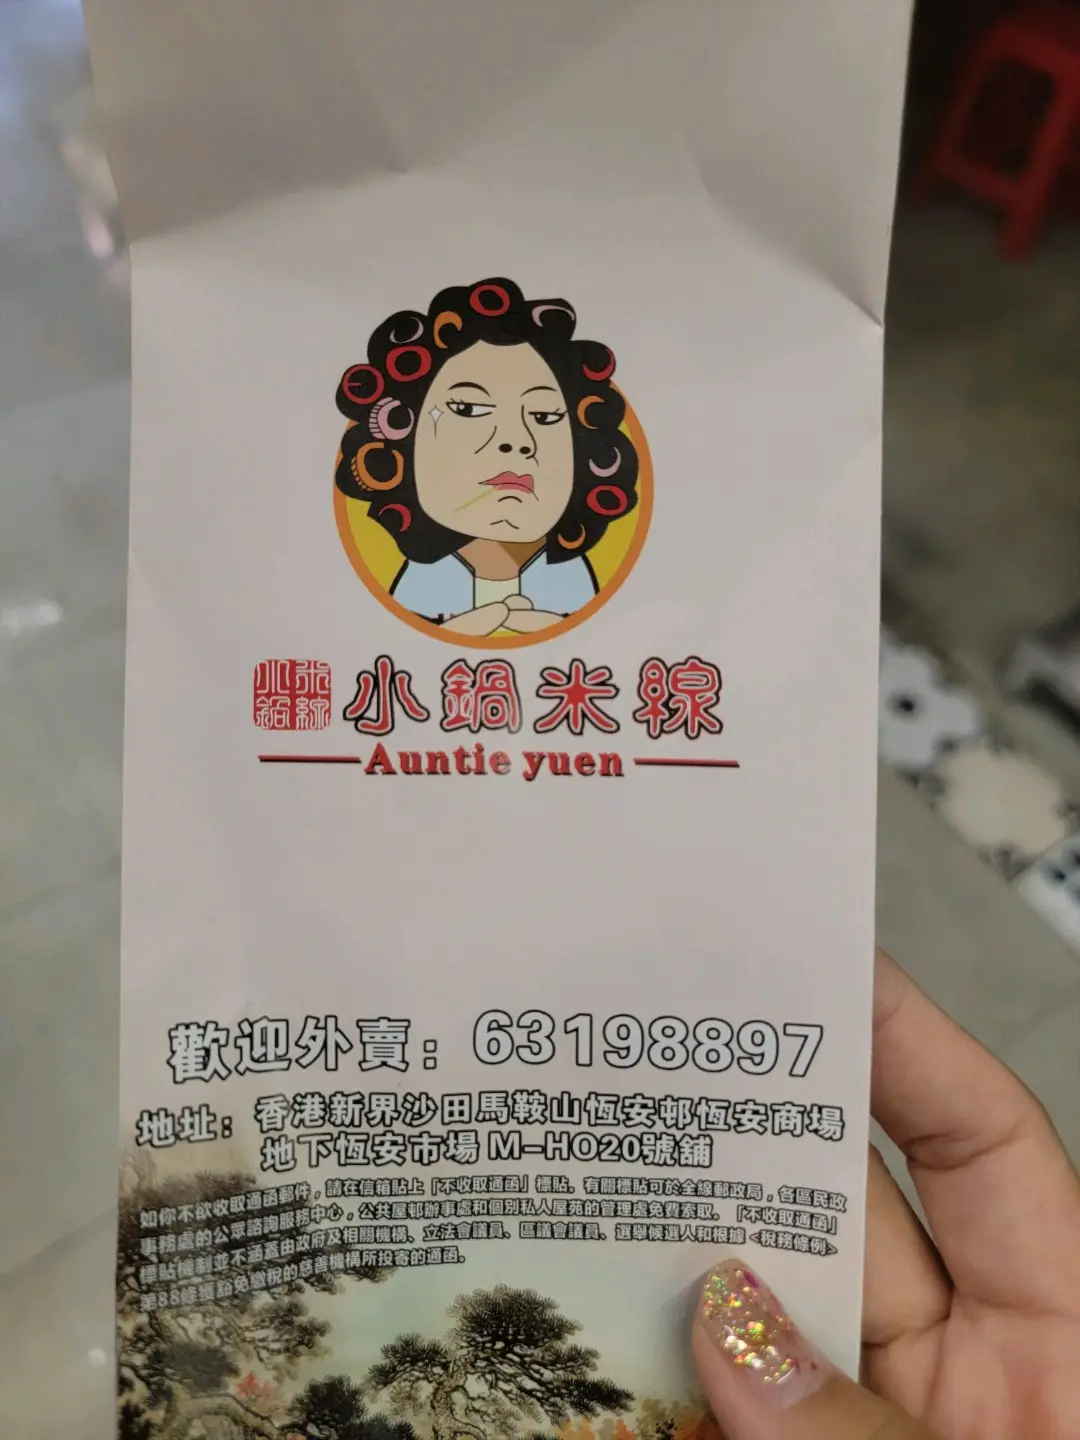 小鍋米線
小鍋米線
Auntie yuen
歡迎外賣：63198897
地址：香港新界沙田馬鞍山恆安邨恆安商場
地下恆安市場 M-HO20號舖
如你不欲收取通函郵件，請在信箱貼上「不收取通函」標貼。有關標貼可於全線郵政局，各區民政
事務處的公眾諮詢服務中心，公共屋邨辦事處和個別私人屋苑的管理處免費索取。「不收取通函」
標貼機制並不涵蓋由政府及相關機構、立法會議員、區議會議員、選舉候選人和根據<稅務條例>
第88條獲豁免繳稅的慈善機構所投寄的通函。